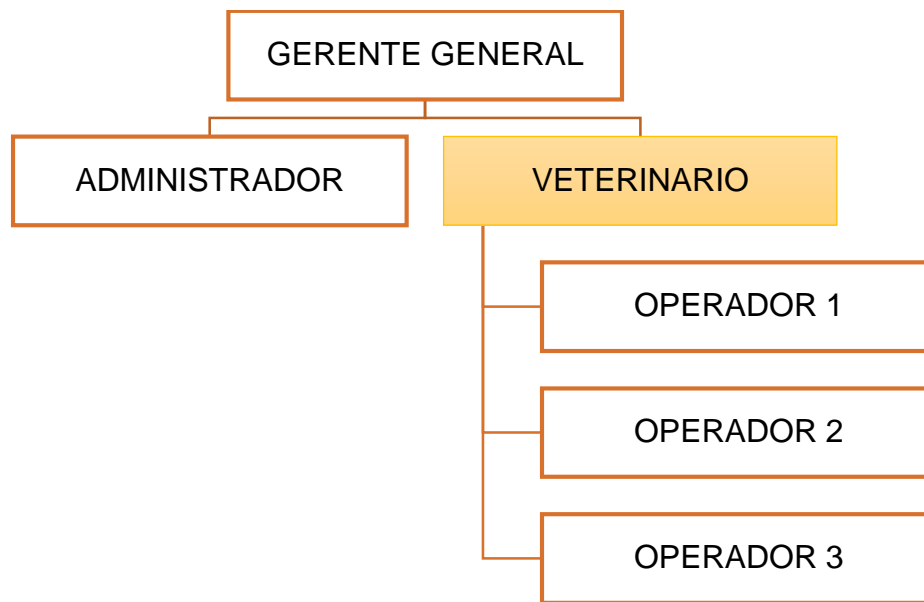 GERENTE GENERAL
ADMINISTRADOR
VETERINARIO
OPERADOR 1
OPERADOR 2
OPERADOR 3